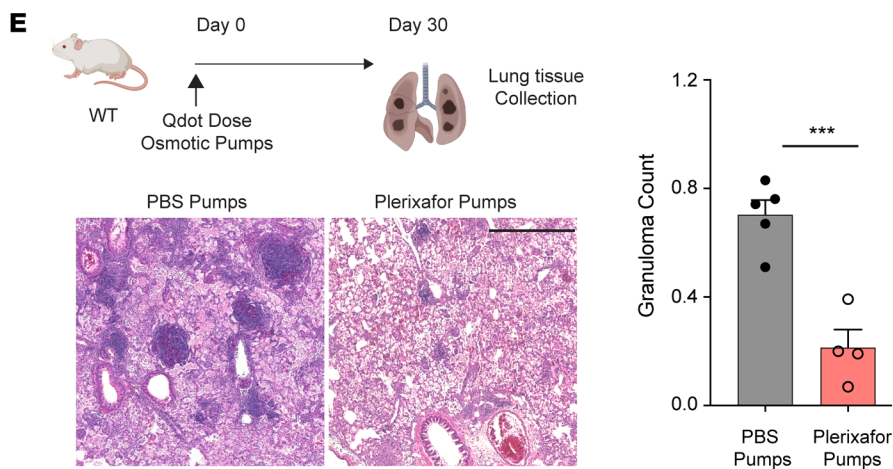 E
Day 0
Day 30
WT
Qdot Dose
Osmotic Pumps
Lung tissue
Collection
PBS Pumps
Plerixafor Pumps
Granuloma Count
1.2
0.8
0.4
0.0
***
PBS
Pumps
Plerixafor
Pumps